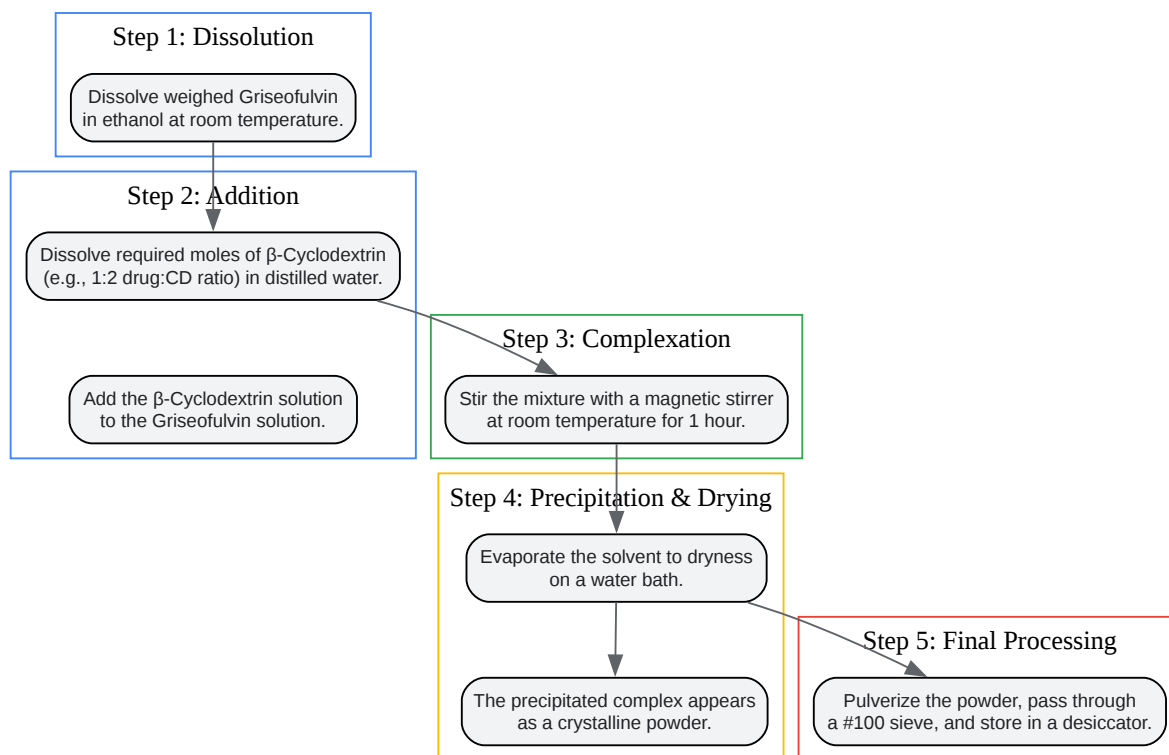 Step 1: Dissolution
Dissolve weighed Griseofulvin
in ethanol at room temperature.
Step 2: Addition
Dissolve required moles of β-Cyclodextrin
(e.g., 1:2 drug:CD ratio) in distilled water.
Add the β-Cyclodextrin solution
to the Griseofulvin solution.
Step 3: Complexation
Stir the mixture with a magnetic stirrer
at room temperature for 1 hour.
Step 4: Precipitation & Drying
Evaporate the solvent to dryness
on a water bath.
The precipitated complex appears
as a crystalline powder.
Step 5: Final Processing
Pulverize the powder, pass through
a #100 sieve, and store in a desiccator.